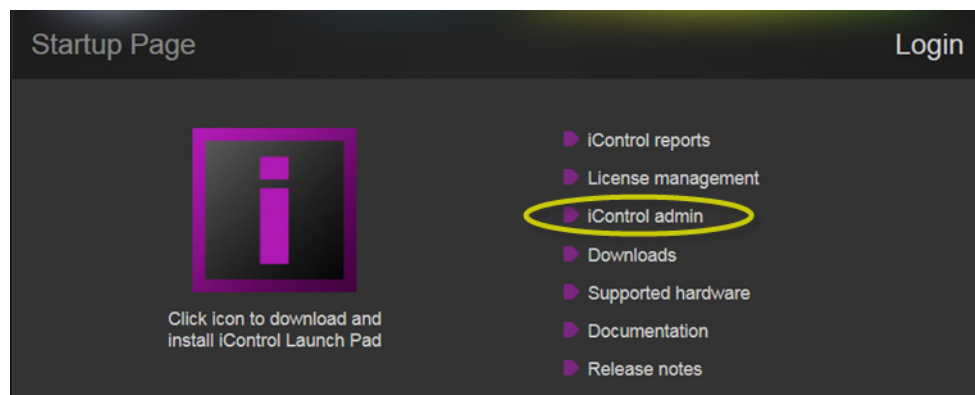 Startup Page
Login
Click icon to download and
install iControl Launch Pad
iControl reports
License management
iControl admin
Downloads
Supported hardware
Documentation
Release notes